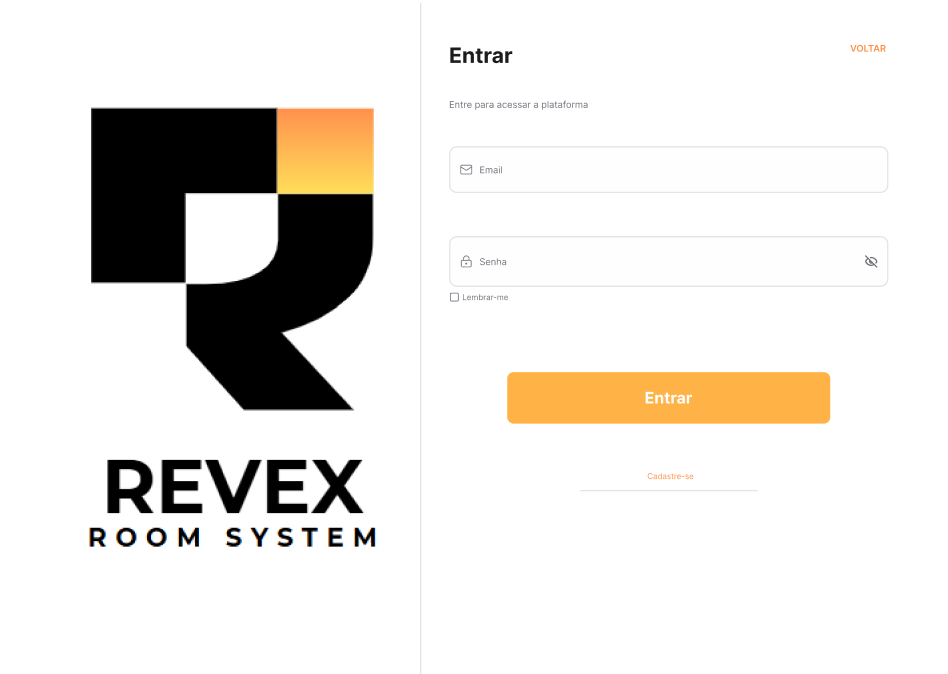 REVEX
ROOM SYSTEM
Entrar
VOLTAR
Entre para acessar a plataforma
Email
Senha
Lembrar-me
Entrar
Cadastre-se